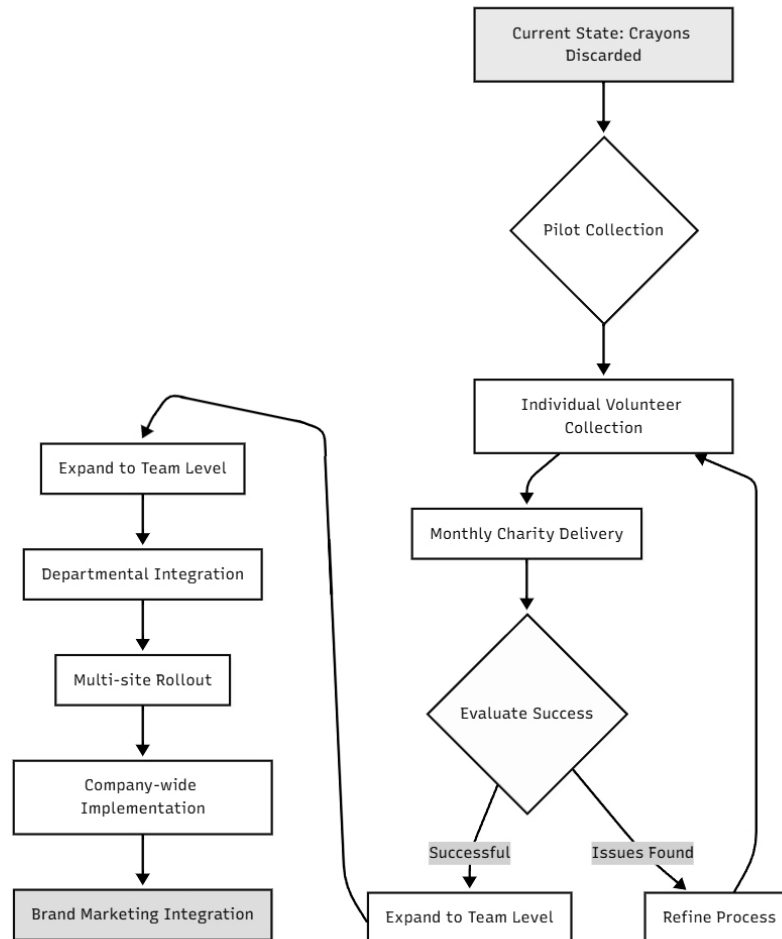 Current State: Crayons
Discarded
Pilot Collection
Individual Volunteer
Collection
Monthly Charity Delivery
Evaluate Success
Successful
Issues Found
Expand to Team Level
Refine Process
Expand to Team Level
Departmental Integration
Multi-site Rollout
Company-wide
Implementation
Brand Marketing Integration